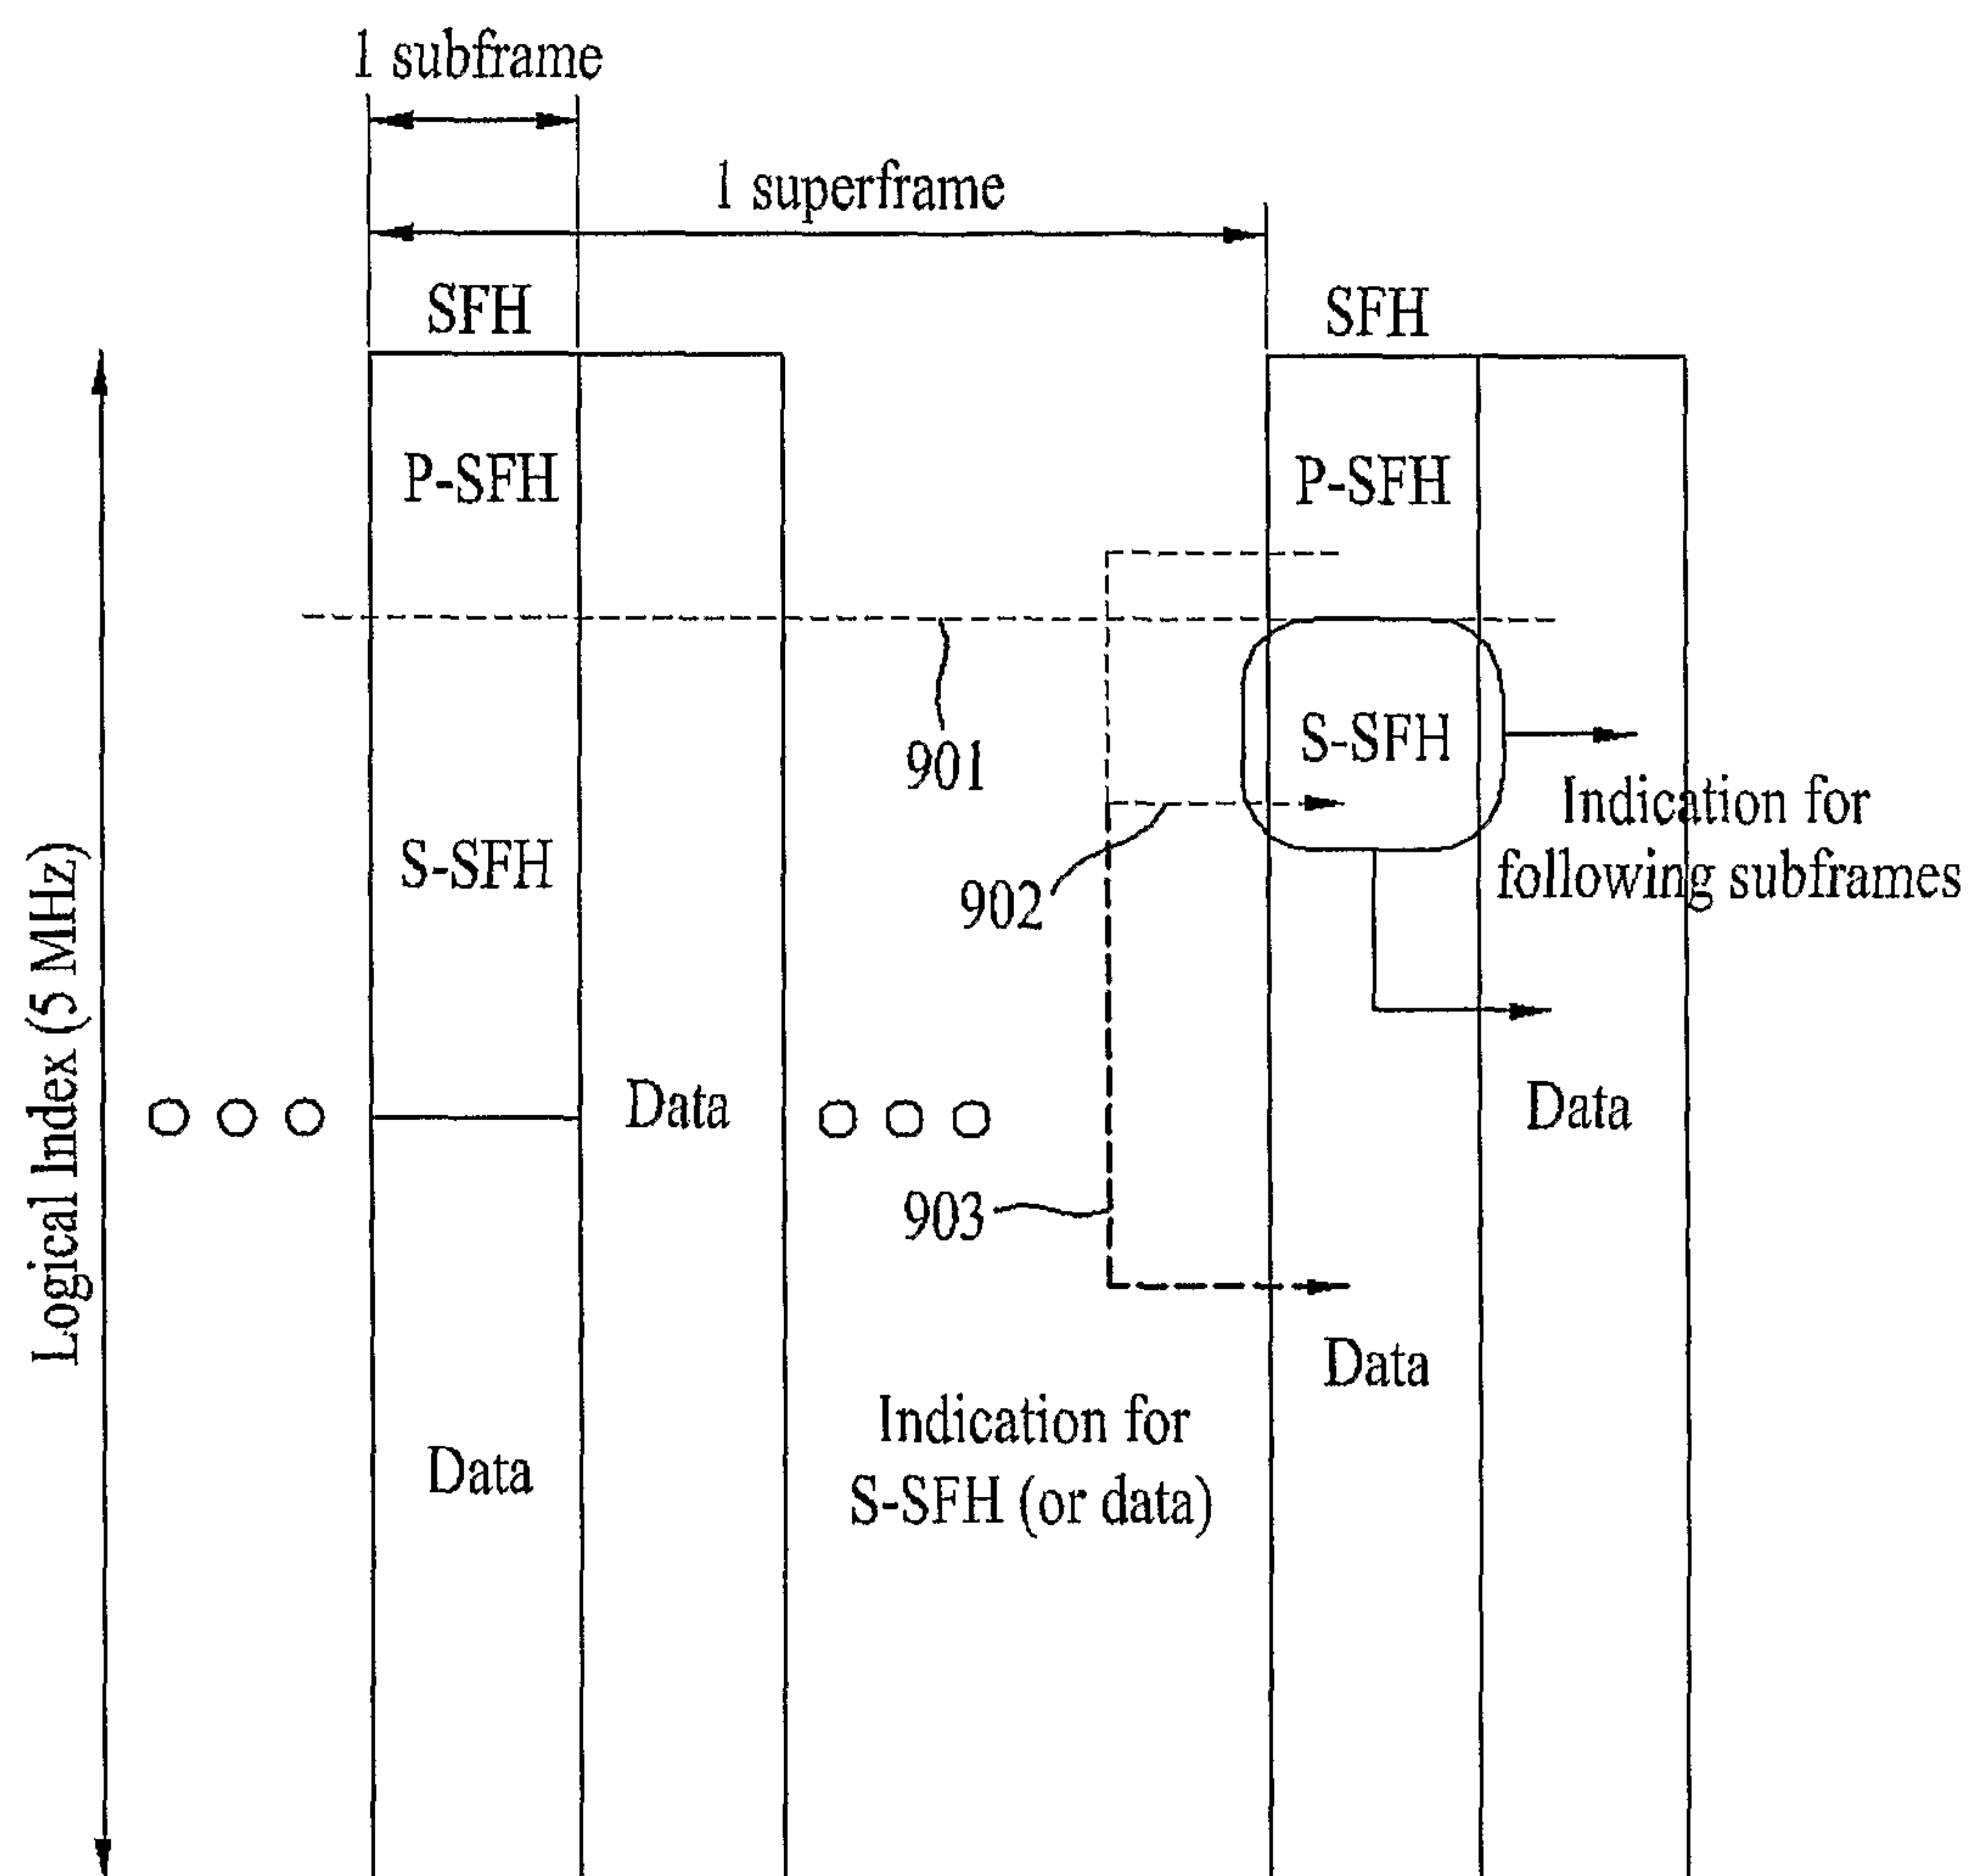 1 subframe
1 superframe
SFH
SFH
P-SFH
P-SFH
S-SFH
901
Indication for
following subframes
S-SFH
902
Logical Index (5 MHz)
Data
Data
903
Data
Indication for
S-SFH (or data)
Data